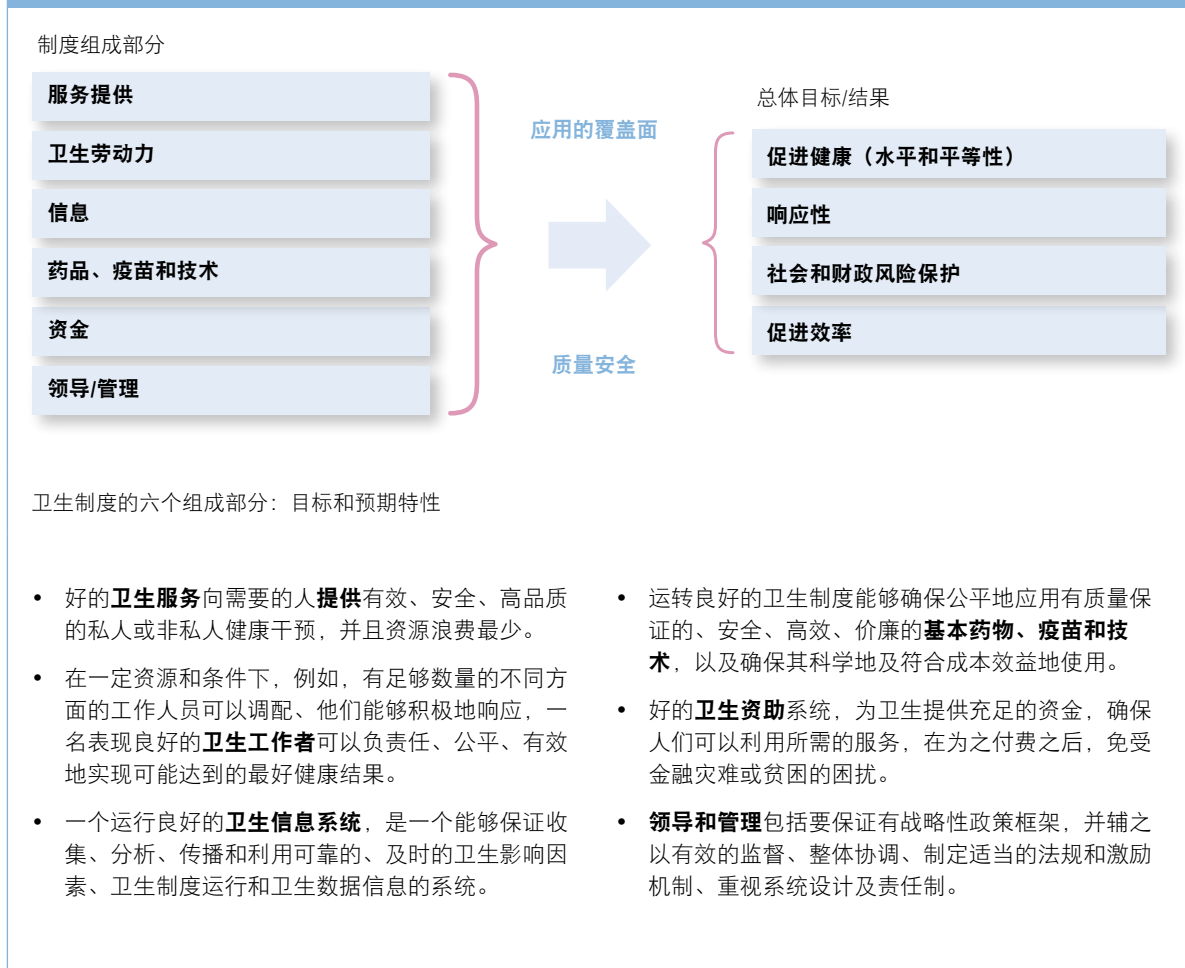 制度组成部分
服务提供
卫生劳动力
信息
药品、疫苗和技术
资金
领导/管理
应用的覆盖面
质量安全
总体目标/结果
促进健康（水平和平等性）
响应性
社会和财政风险保护
促进效率
卫生制度的六个组成部分：目标和预期特性
• 好的卫生服务向需要的人提供有效、安全、高品质
的私人或非私人健康干预，并且资源浪费最少。
• 在一定资源和条件下，例如，有足够数量的不同方
面的工作人员可以调配、他们能够积极地响应，一
名表现良好的卫生工作者可以负责任、公平、有效
地实现可能达到的最好健康结果。
• 一个运行良好的卫生信息系统，是一个能够保证收
集、分析、传播和利用可靠的、及时的卫生影响因
素、卫生制度运行和卫生数据信息的系统。
• 运转良好的卫生制度能够确保公平地应用有质量保
证的、安全、高效、价廉的基本药物、疫苗和技
术，以及确保其科学地及符合成本效益地使用。
• 好的卫生资助系统，为卫生提供充足的资金，确保
人们可以利用所需的服务，在为之付费之后，免受
金融灾难或贫困的困扰。
• 领导和管理包括要保证有战略性政策框架，并辅之
以有效的监督、整体协调、制定适当的法规和激励
机制、重视系统设计及责任制。